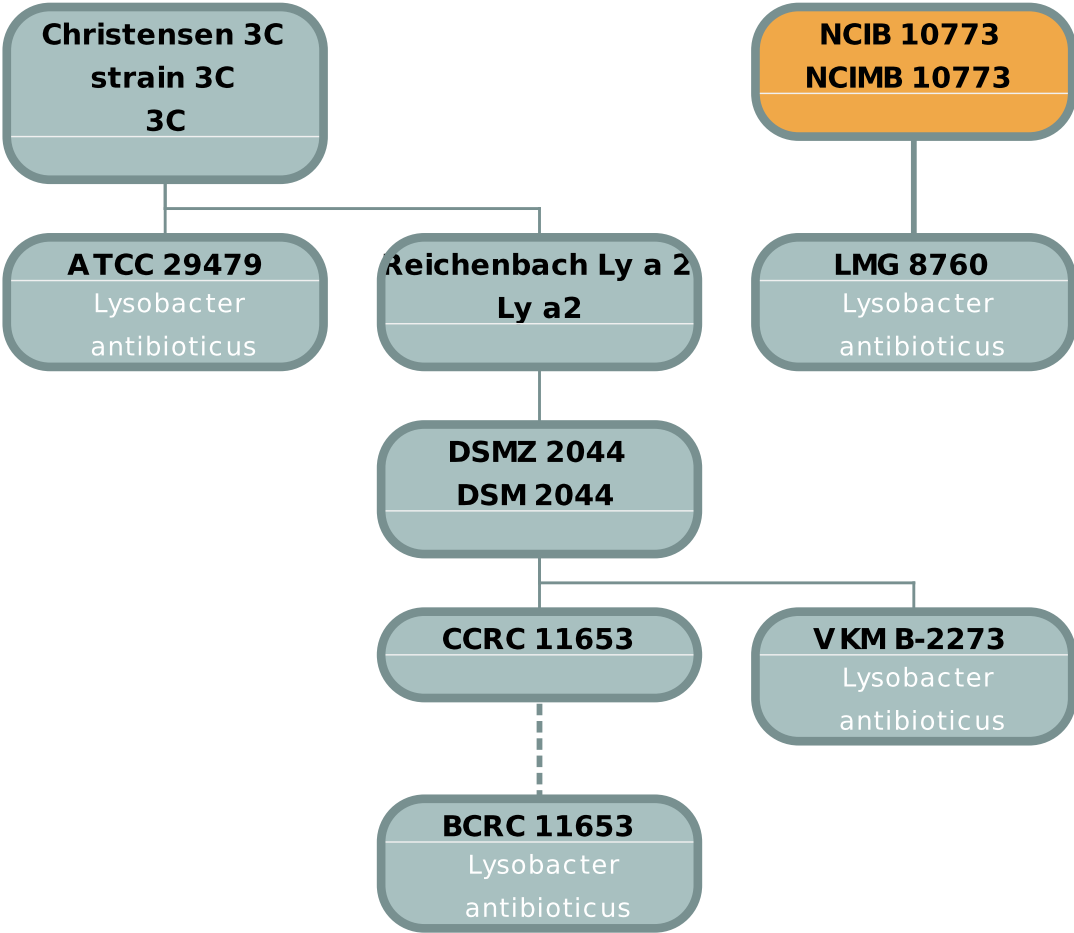 Christensen 3C
strain 3C
3C
NCIB 10773
NCIMB 10773
ATCC 29479
Lysobacter
antibioticus
Reichenbach Ly a 2
Ly a2
LMG 8760
Lysobacter
antibioticus
DSMZ 2044
DSM 2044
CCRC 11653
VKM B-2273
Lysobacter
antibioticus
BCRC 11653
Lysobacter
antibioticus